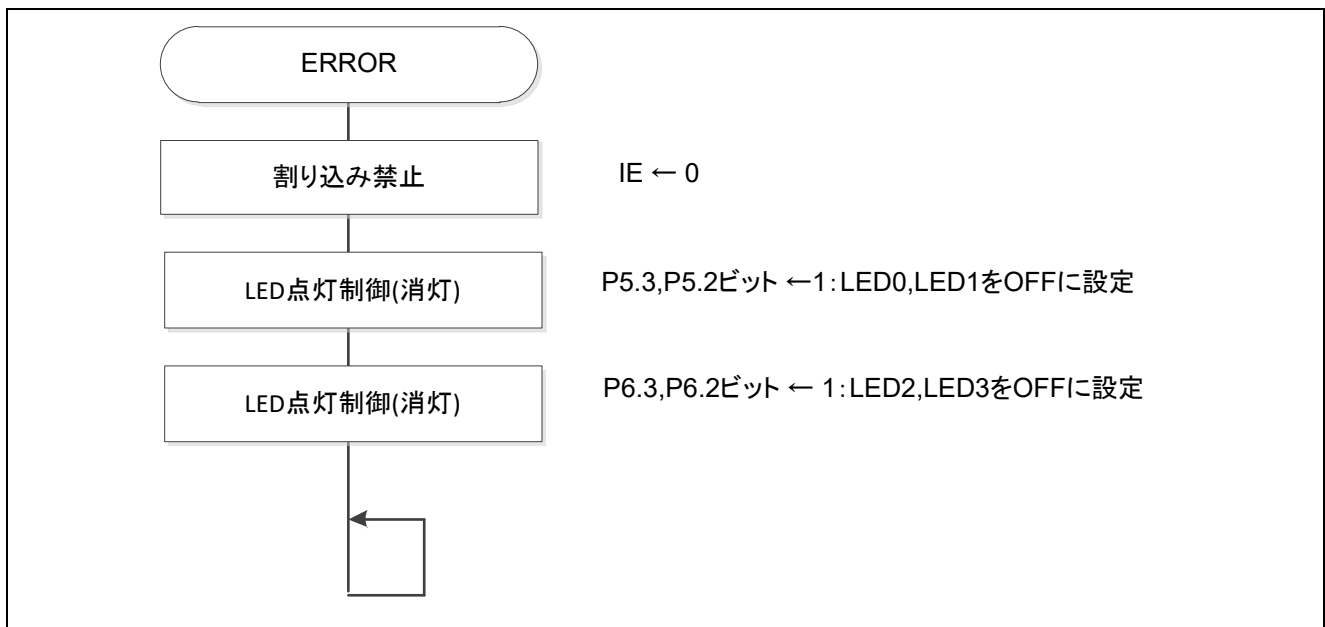 ERROR
割り込み禁止
IE ← 0
LED点灯制御(消灯)
P5.3,P5.2ビット ←1:LED0,LED1をOFFに設定
LED点灯制御(消灯)
P6.3,P6.2ビット ← 1:LED2,LED3をOFFに設定